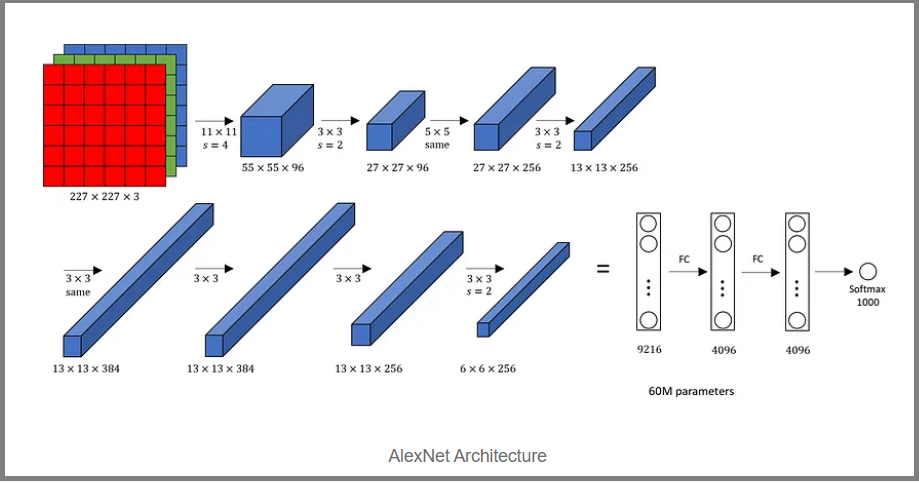 11 × 11
s = 4
3 × 3
s = 2
5 × 5
same
3 × 3
s = 2
227 × 227 × 3
55 × 55 × 96
27 × 27 × 96
27 × 27 × 256
13 × 13 × 256
3 × 3
same
3 × 3
3 × 3
3 × 3
s = 2
=
FC
FC
Softmax
1000
13 × 13 × 384
13 × 13 × 384
13 × 13 × 256
6 × 6 × 256
9216
4096
4096
60M parameters
AlexNet Architecture